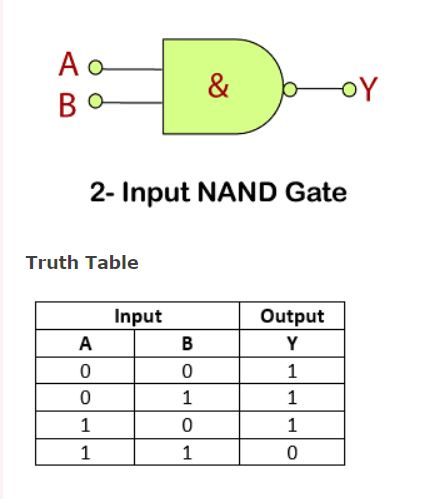 A
B
&
Y
2- Input NAND Gate
Truth Table
Input Output
A B Y
0 0 1
0 1 1
1 0 1
1 1 0